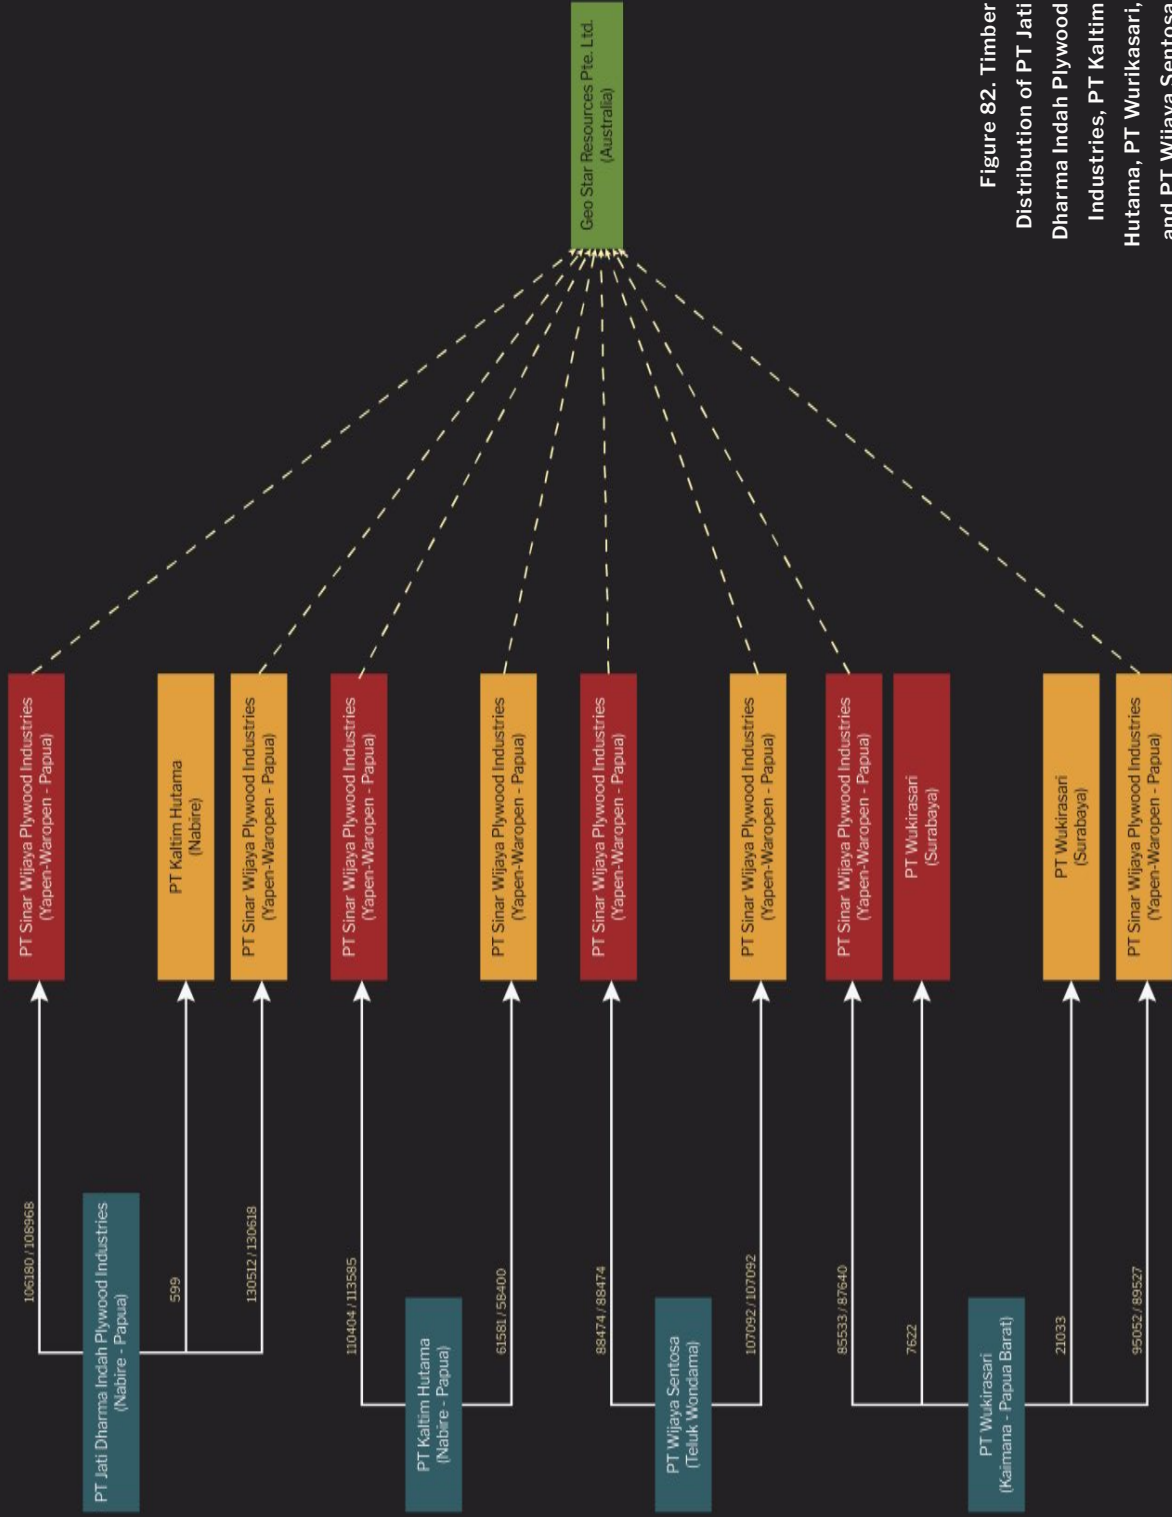 PT Jati Dharma Indah Plywood Industries
(Nabire - Papua)
106180 / 108968
PT Sinar Wijaya Plywood Industries
(Yapen-Waropen - Papua)
599
PT Kaltim Hutama
(Nabire)
130512 / 130618
PT Sinar Wijaya Plywood Industries
(Yapen-Waropen - Papua)
PT Kaltim Hutama
(Nabire - Papua)
110404 / 113585
PT Sinar Wijaya Plywood Industries
(Yapen-Waropen - Papua)
61581 / 58400
PT Sinar Wijaya Plywood Industries
(Yapen-Waropen - Papua)
PT Wijaya Sentosa
(Teluk Wondama)
88474 / 88474
PT Sinar Wijaya Plywood Industries
(Yapen-Waropen - Papua)
107092 / 107092
PT Sinar Wijaya Plywood Industries
(Yapen-Waropen - Papua)
PT Wukirasari
(Kaimana - Papua Barat)
85533 / 87640
PT Sinar Wijaya Plywood Industries
(Yapen-Waropen - Papua)
7622
PT Wukirasari
(Surabaya)
21033
PT Wukirasari
(Surabaya)
95052 / 89527
PT Sinar Wijaya Plywood Industries
(Yapen-Waropen - Papua)
Geo Star Resources Pte. Ltd.
(Australia)
Figure 82. Timber
Distribution of PT Jati
Dharma Indah Plywood
Industries, PT Kaltim
Hutama, PT Wurikasari,
and PT Wijaya Sentosa